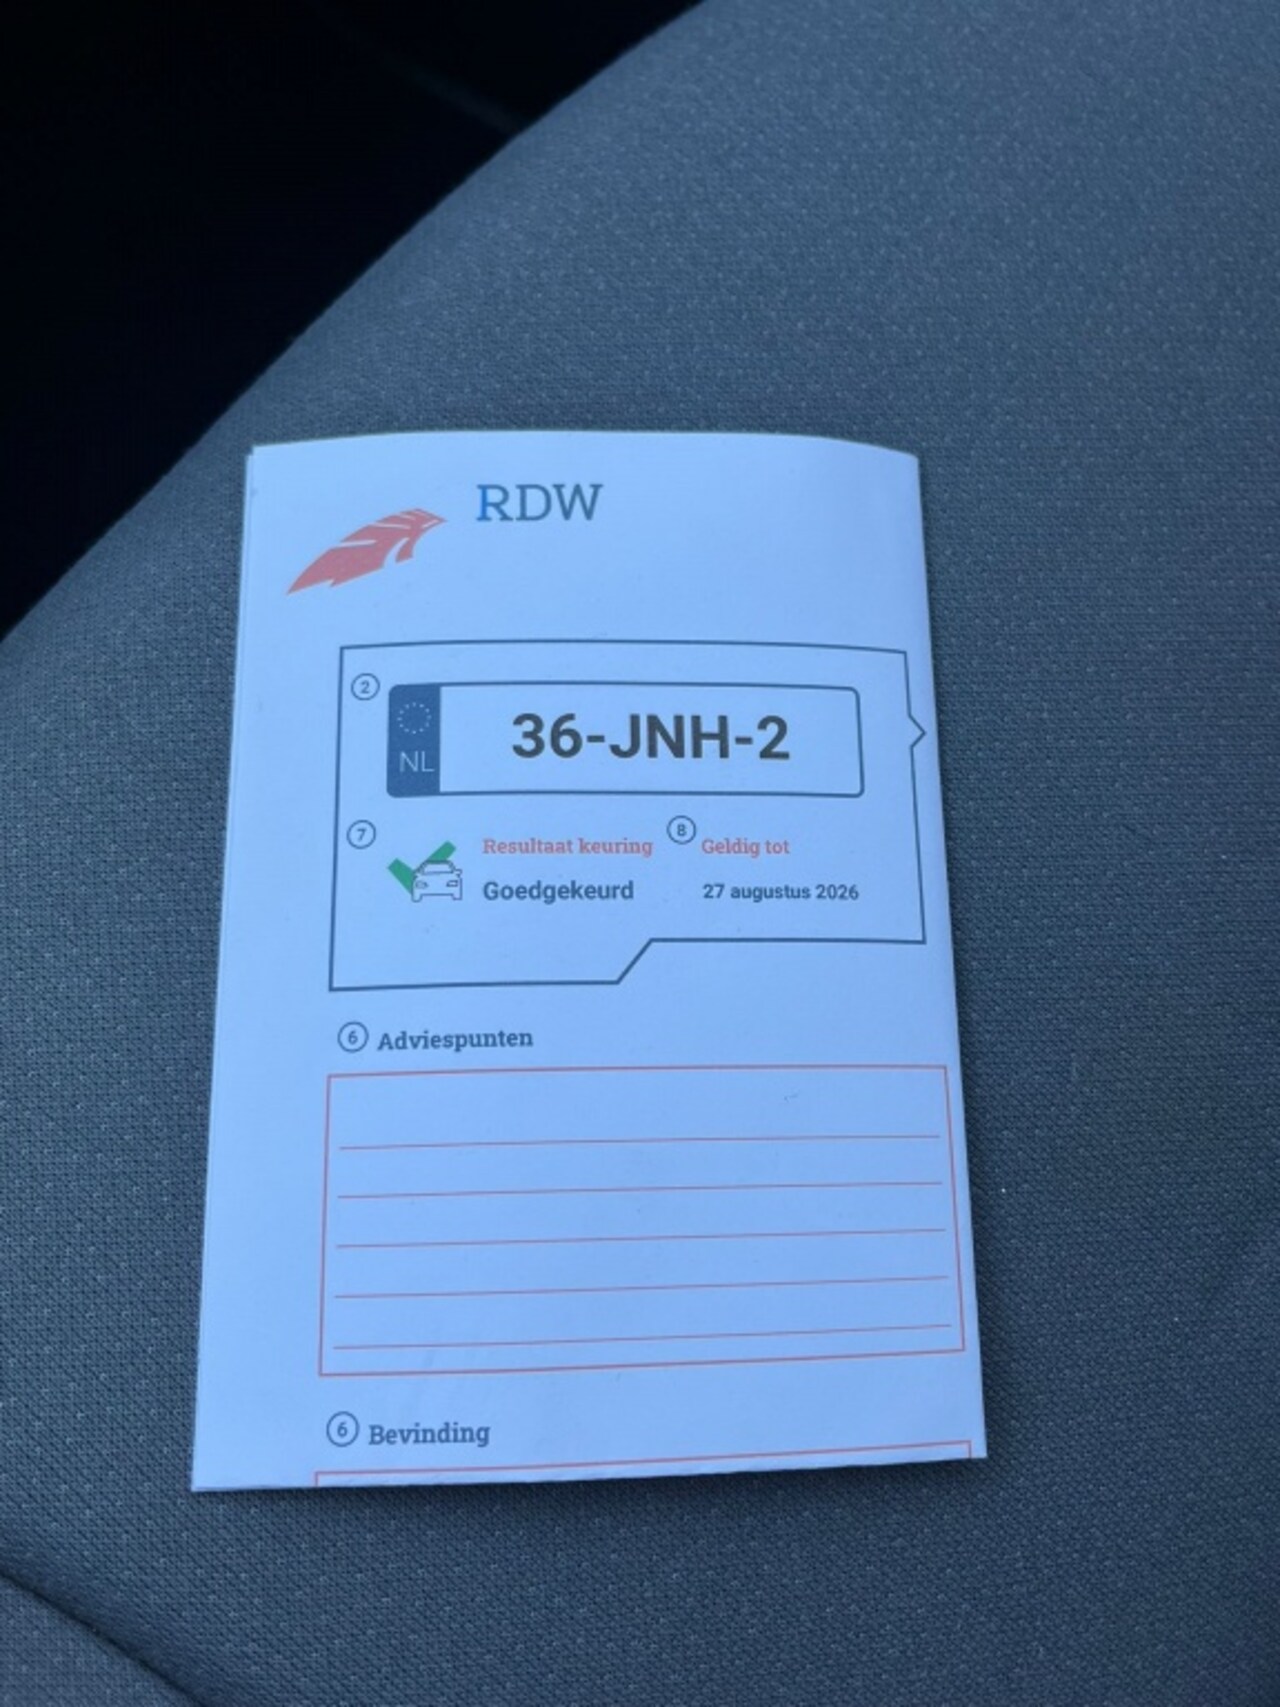 RDW
2
NL
36-JNH-2
7
Resultaat keuring
8
Geldig tot
Goedgekeurd
27 augustus 2026
6 Adviespunten
6 Bevinding